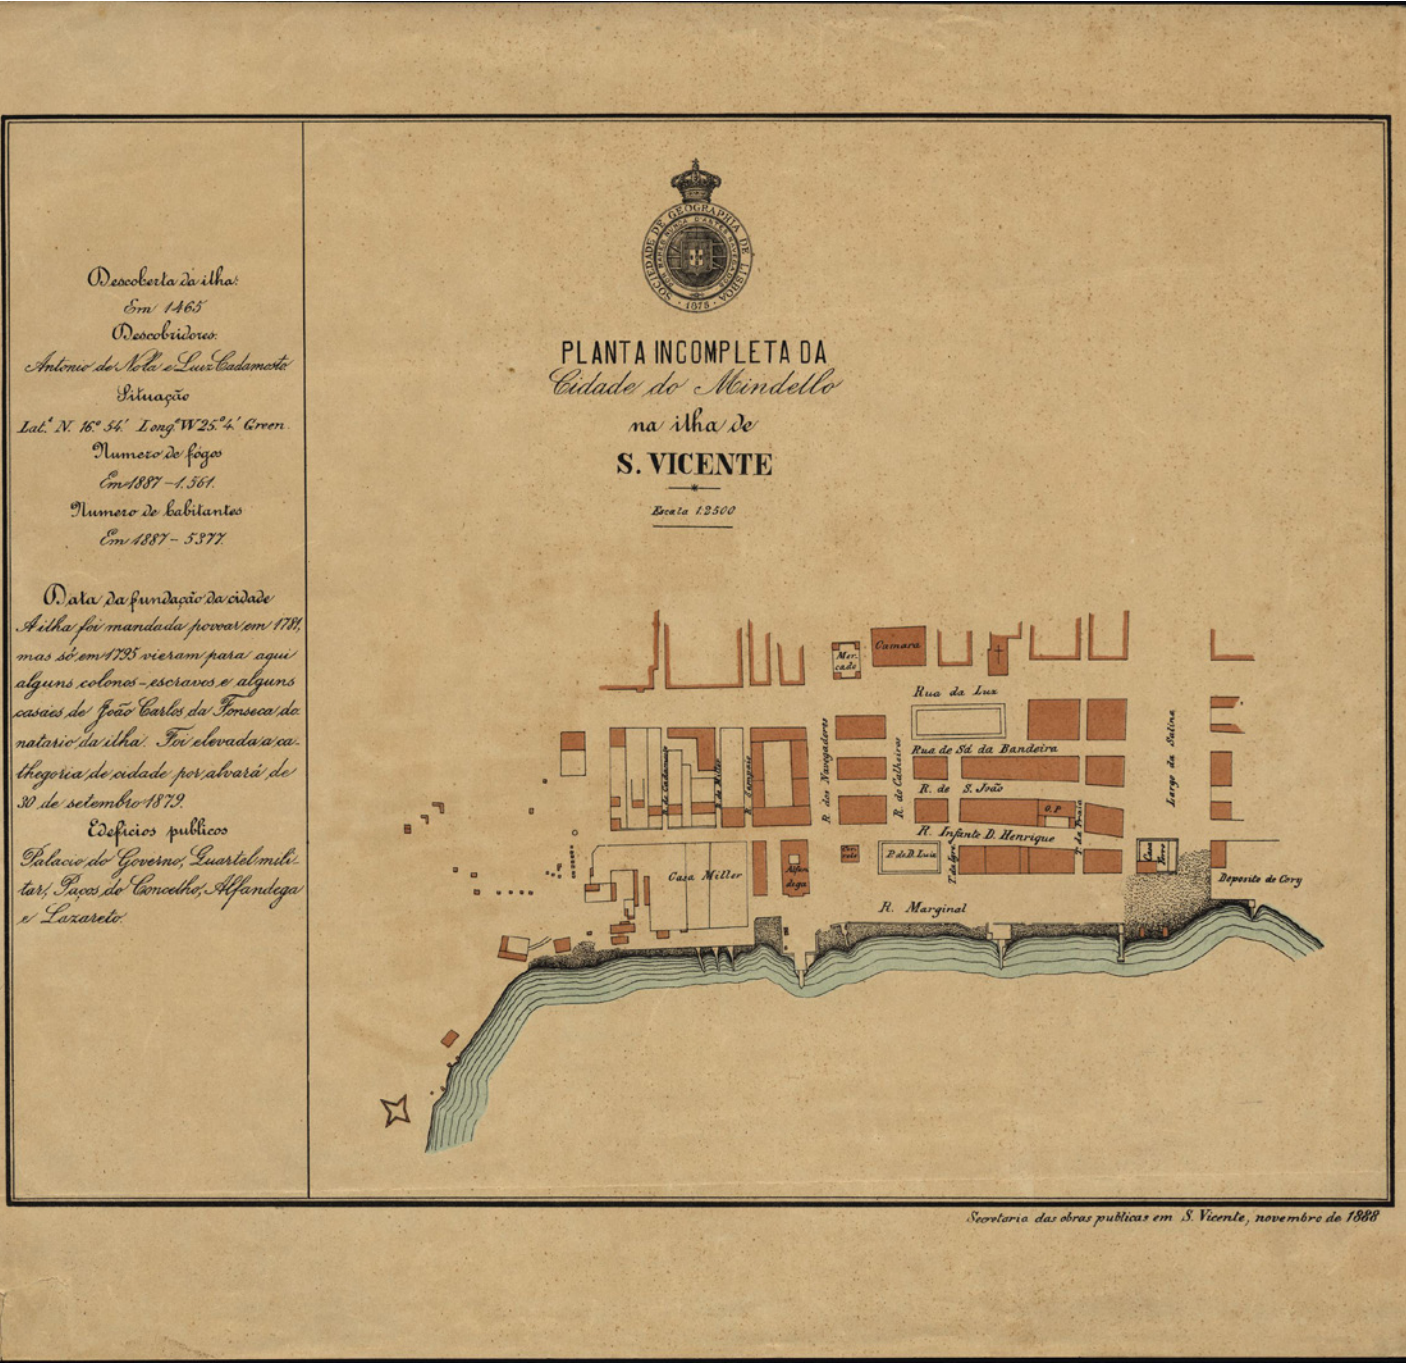 Descoberta da ilha:
Em 1465
Descobridores:
Antonio de Nolla e Luiz Cadamosto
Situação
Lat.ᵉ N. 16.º 54.' Long.ᵉ W 25.º 4.' Green.
Numero de fógos
Em 1887 – 1.561.
Numero de habitantes
Em 1887 – 5377.
Data da fundação da cidade
A ilha foi mandada povoar em 1781,
mas só em 1795 vieram para aqui
alguns colonos-escravos e alguns
casaes de João Carlos da Fonseca, do-
natario da ilha. Foi elevada a ca-
thegoria de cidade por alvará de
30 de setembro 1879.
Edeficios publicos
Palacio do Governo, Quartel mili-
tar, Paços do Concelho, Alfandega
e Lazareto.
SOCIEDADE DE GEOGRAPHIA DE LISBOA
· 1875 ·
PLANTA INCOMPLETA DA
Cidade do Mindello
na ilha de
S. VICENTE
Escala 1:2500
Mer-
cado
Camara
Rua da Luz
R. dos Navegadores
R. do Calheiros
Rua de Sá da Bandeira
R. de S. João
O. P.
R. Infante D. Henrique
Largo da Salina
P. de D. Luiz
Casa Miller
Alfan
dega
R. Marginal
Deposito de Cory
Secretaria das obras publicas em S. Vicente, novembro de 1888